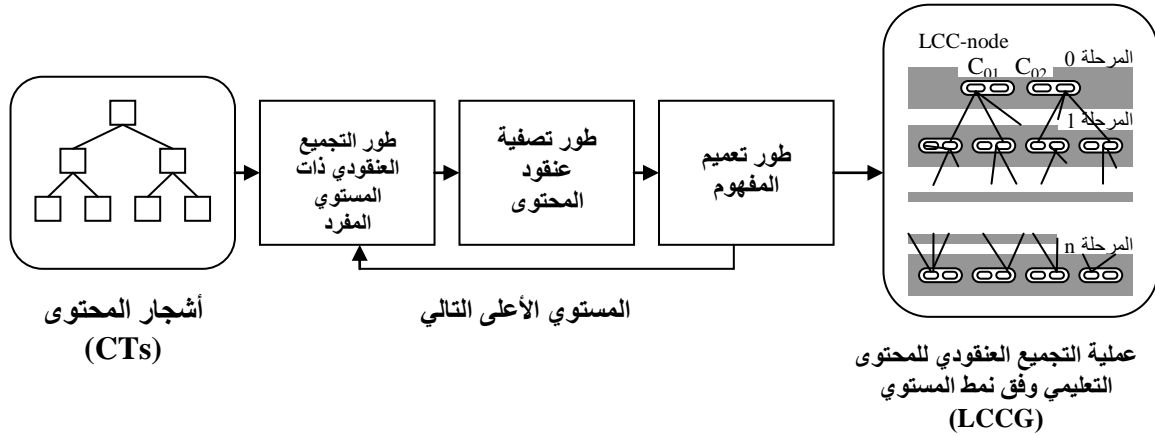 أشجار المحتوى
(CTs)
طور التجميع
العنقودي ذات
المستوي
المفرد
طور تصفية
عنقود
المحتوى
طور تعميم
المفهوم
المستوي الأعلى التالي
LCC-node
المرحلة 0
C01 C02
المرحلة 1
المرحلة n
عملية التجميع العنقودي للمحتوى
التعليمي وفق نمط المستوي
(LCCG)